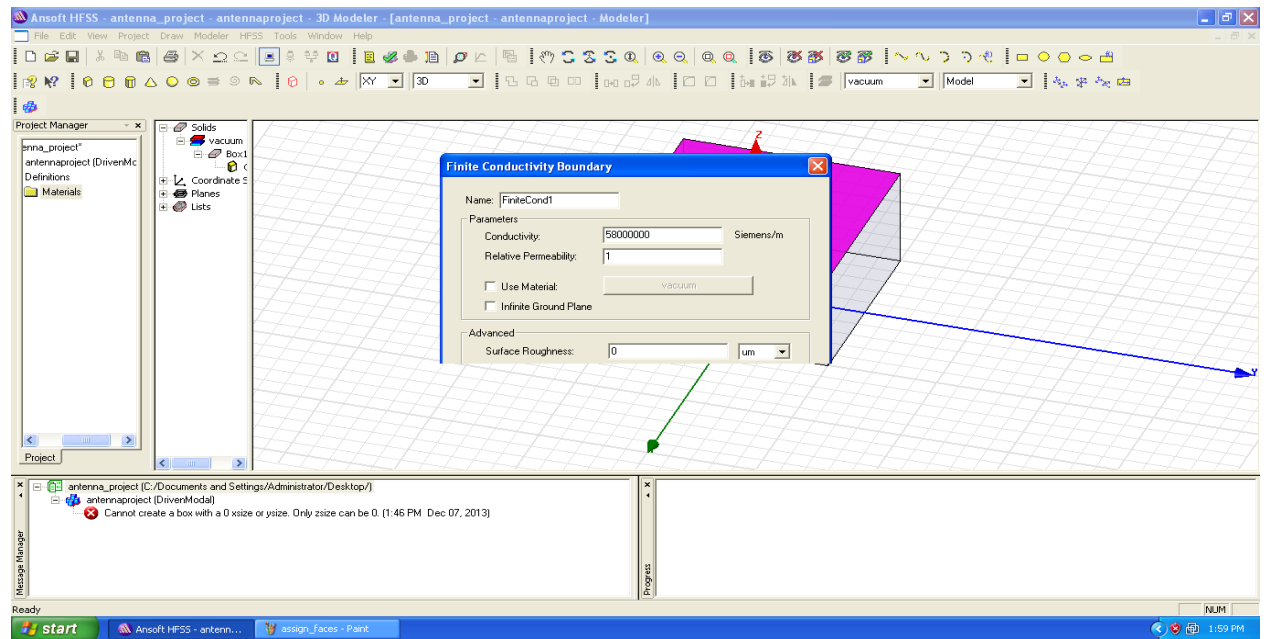 Ansoft HFSS - antenna_project - antennaproject - 3D Modeler - [antenna_project - antennaproject - Modeler]
File Edit View Project Draw Modeler HFSS Tools Window Help
XY 3D vacuum Model
Project Manager
enna_project*
antennaproject (DrivenMc
Definitions
Materials
Project
Solids
vacuum
Box1
Coordinate S
Planes
Lists
Z
Y
Finite Conductivity Boundary
Name: FiniteCond1
Parameters
Conductivity: 58000000 Siemens/m
Relative Permeability: 1
Use Material: vacuum
Infinite Ground Plane
Advanced
Surface Roughness: 0 um
antenna_project (C:/Documents and Settings/Administrator/Desktop/)
antennaproject (DrivenModal)
Cannot create a box with a 0 xsize or ysize. Only zsize can be 0. (1:46 PM Dec 07, 2013)
Message Manager
Progress
Ready
NUM
start Ansoft HFSS - antenn... assign_faces - Paint 1:59 PM